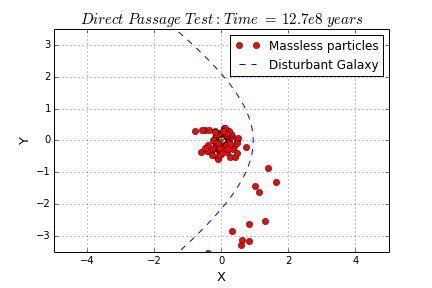 Direct Passage Test: Time = 12.7e8 years
Massless particles
Disturbant Galaxy
3
2
1
0
−1
−2
−3
Y
−4
−2
0
2
4
X